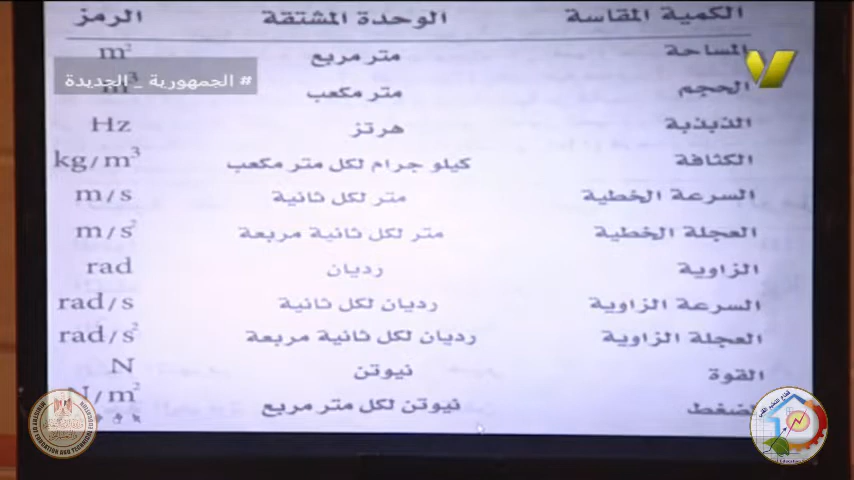 الكمية المقاسة الوحدة المشتقة الرمز
المساحة متر مربع m²
# الجمهورية _ الجديدة
الحجم متر مكعب m³
الذبذبة هرتز Hz
الكثافة كيلو جرام لكل متر مكعب kg/m³
السرعة الخطية متر لكل ثانية m/s
العجلة الخطية متر لكل ثانية مربعة m/s²
الزاوية رديان rad
السرعة الزاوية رديان لكل ثانية rad/s
العجلة الزاوية رديان لكل ثانية مربعة rad/s²
القوة نيوتن N
الضغط نيوتن لكل متر مربع N/m²